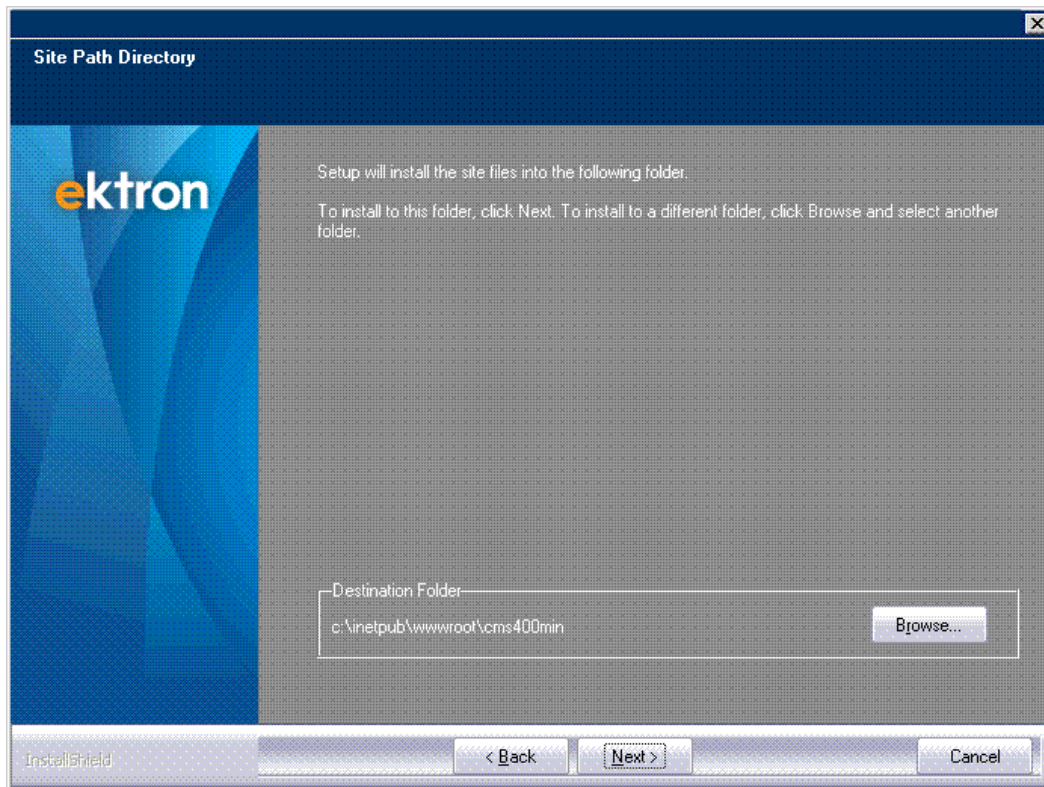 Site Path Directory
ektron
Setup will install the site files into the following folder.
To install to this folder, click Next. To install to a different folder, click Browse and select another
folder.
Destination Folder
c:\inetpub\wwwroot\cms400min
Browse...
InstallShield
< Back
Next >
Cancel